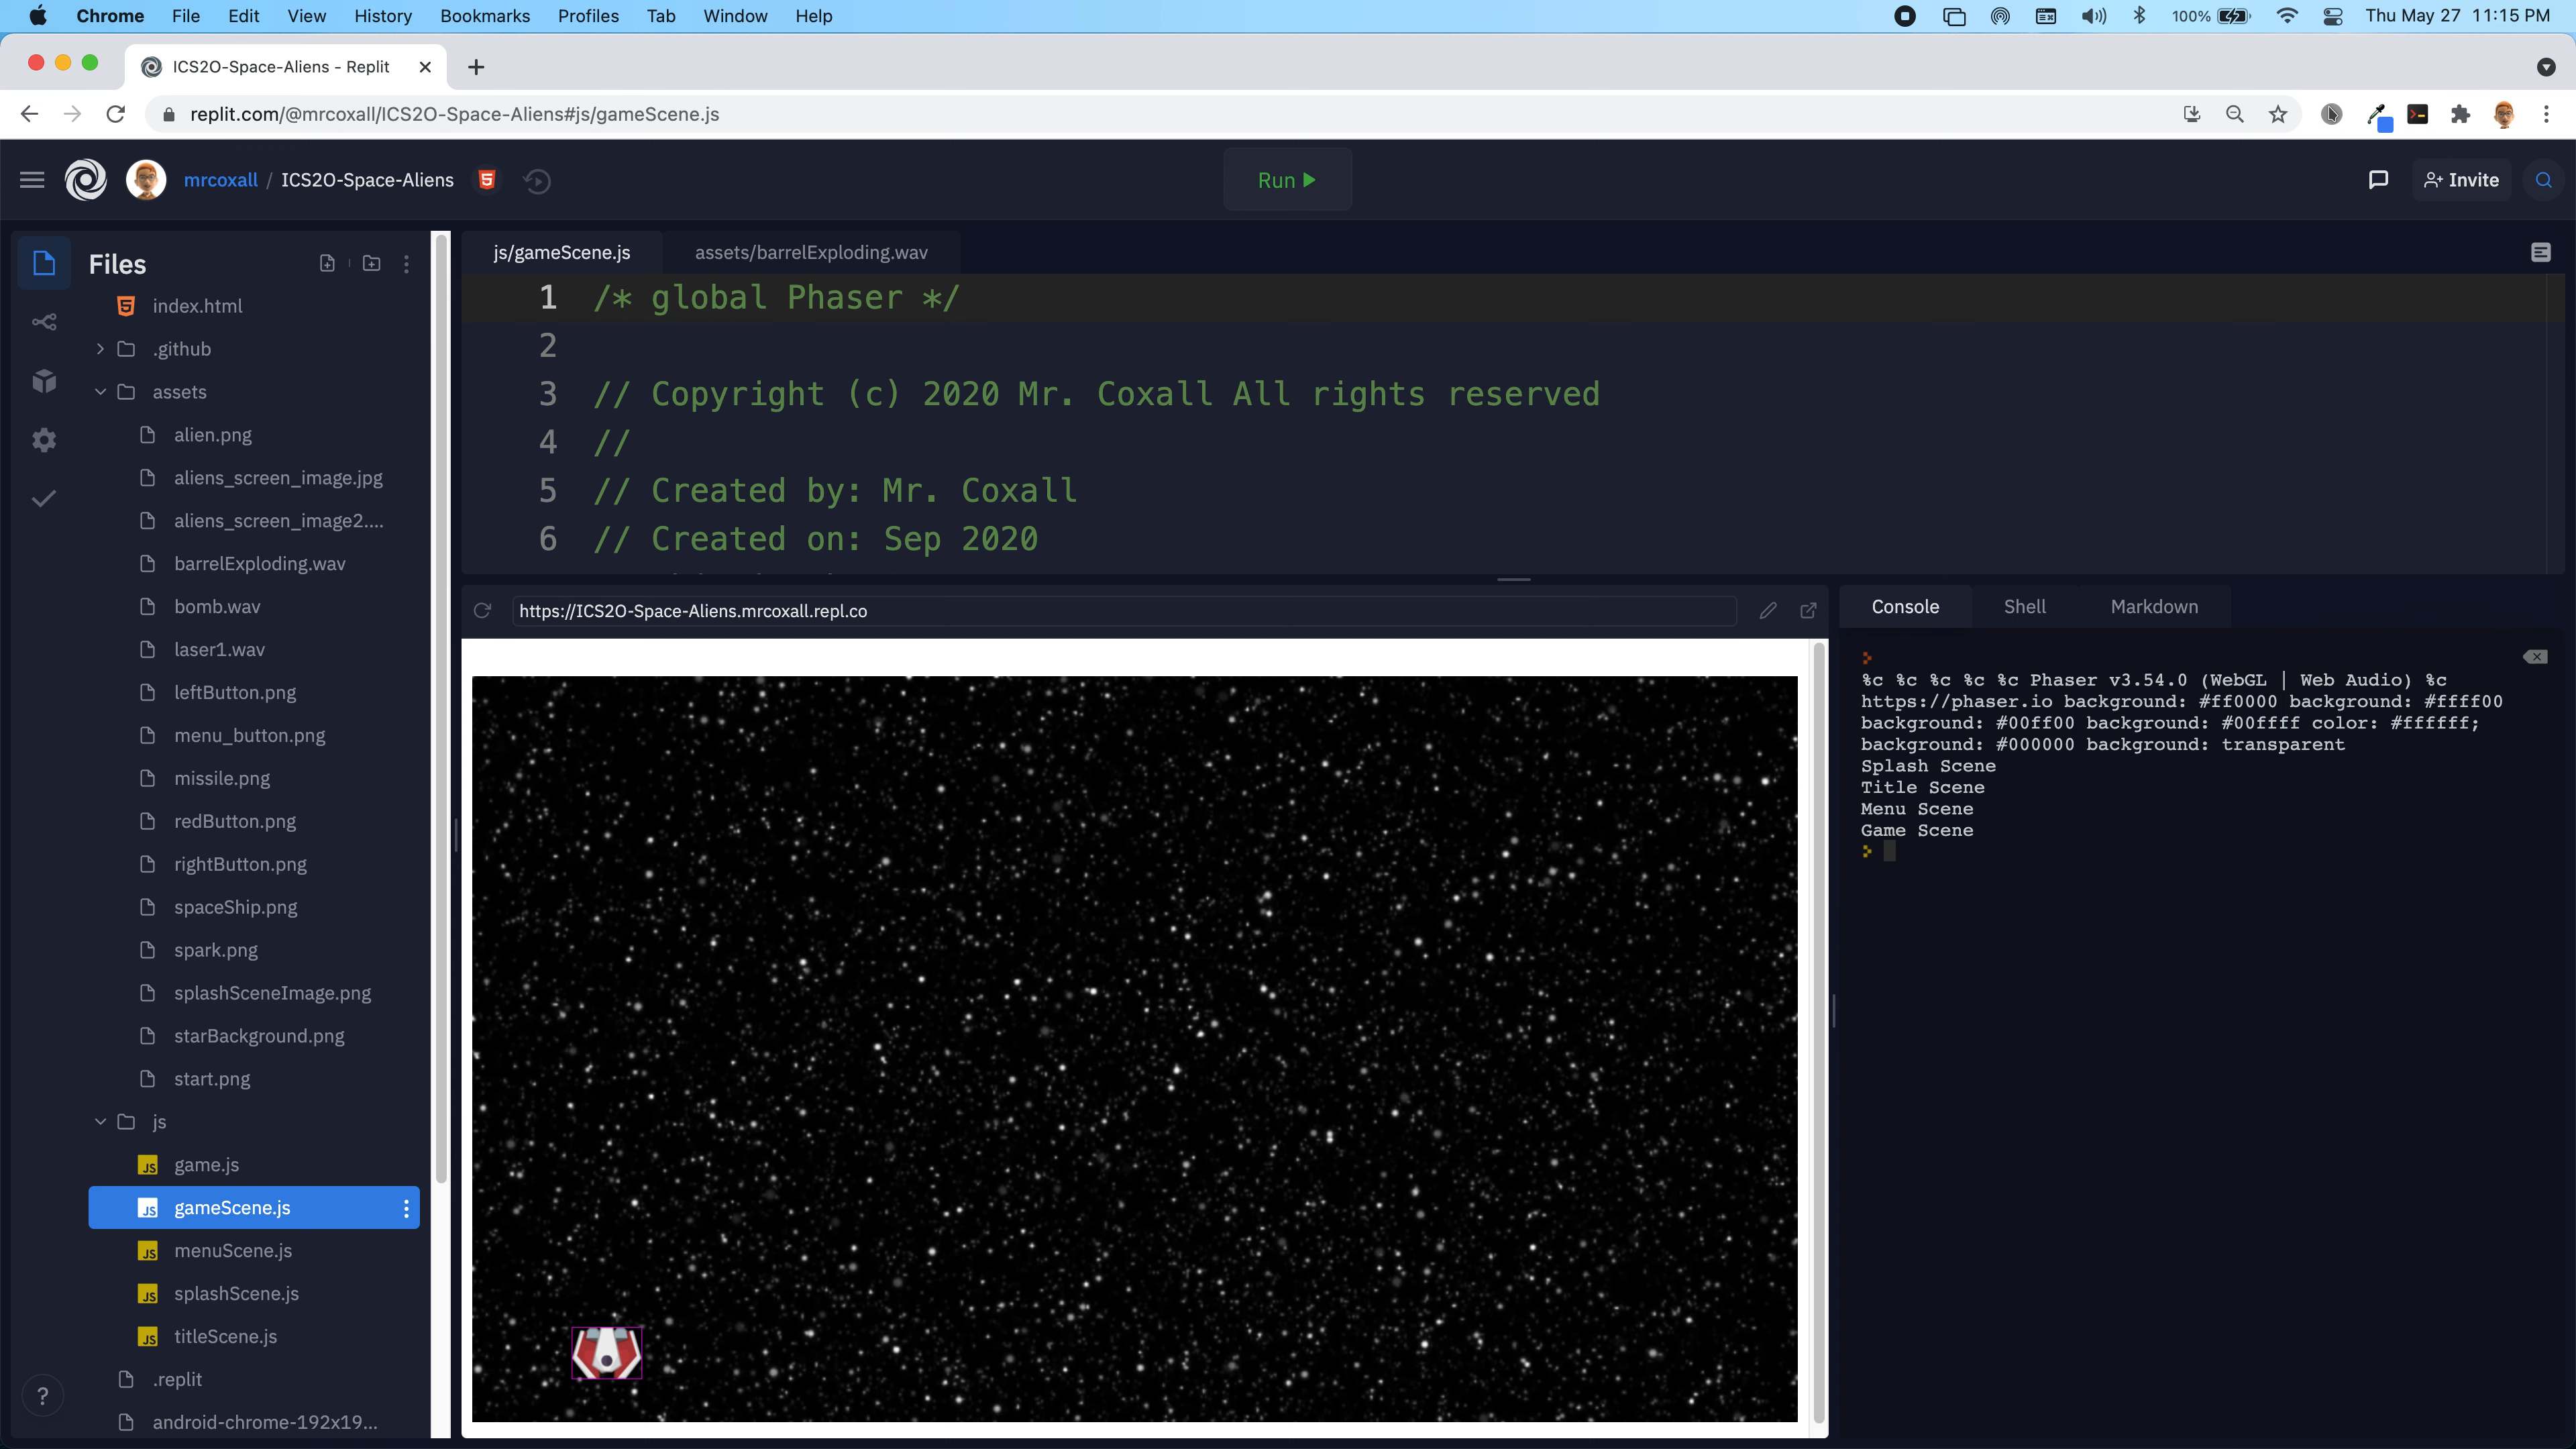 Chrome File Edit View History Bookmarks Profiles Tab Window Help 100% Thu May 27 11:15 PM
ICS2O-Space-Aliens - Replit
replit.com/@mrcoxall/ICS2O-Space-Aliens#js/gameScene.js
mrcoxall / ICS2O-Space-Aliens
Run
Invite
Files
index.html
.github
assets
alien.png
aliens_screen_image.jpg
aliens_screen_image2....
barrelExploding.wav
bomb.wav
laser1.wav
leftButton.png
menu_button.png
missile.png
redButton.png
rightButton.png
spaceShip.png
spark.png
splashSceneImage.png
starBackground.png
start.png
js
JS game.js
JS gameScene.js
JS menuScene.js
JS splashScene.js
JS titleScene.js
.replit
android-chrome-192x19...
?
js/gameScene.js assets/barrelExploding.wav
1 /* global Phaser */
2
3 // Copyright (c) 2020 Mr. Coxall All rights reserved
4 //
5 // Created by: Mr. Coxall
6 // Created on: Sep 2020
https://ICS2O-Space-Aliens.mrcoxall.repl.co
Console Shell Markdown
%c %c %c %c %c Phaser v3.54.0 (WebGL | Web Audio) %c
https://phaser.io background: #ff0000 background: #ffff00
background: #00ff00 background: #00ffff color: #ffffff;
background: #000000 background: transparent
Splash Scene
Title Scene
Menu Scene
Game Scene